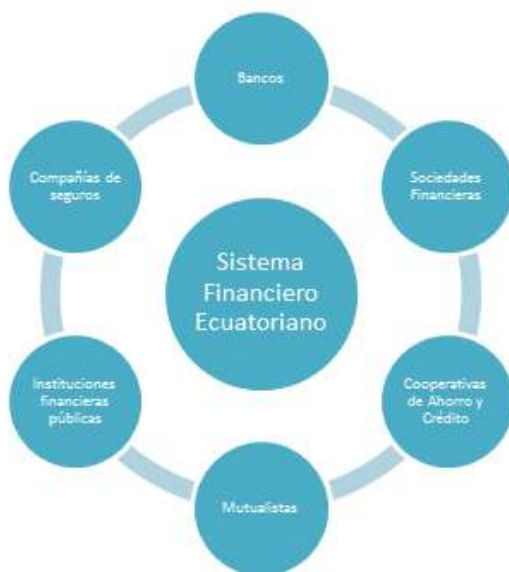 Bancos
Compañías de
seguros
Sociedades
Financieras
Sistema
Financiero
Ecuatoriano
Instituciones
financieras
públicas
Cooperativas
de Ahorro y
Crédito
Mutualistas